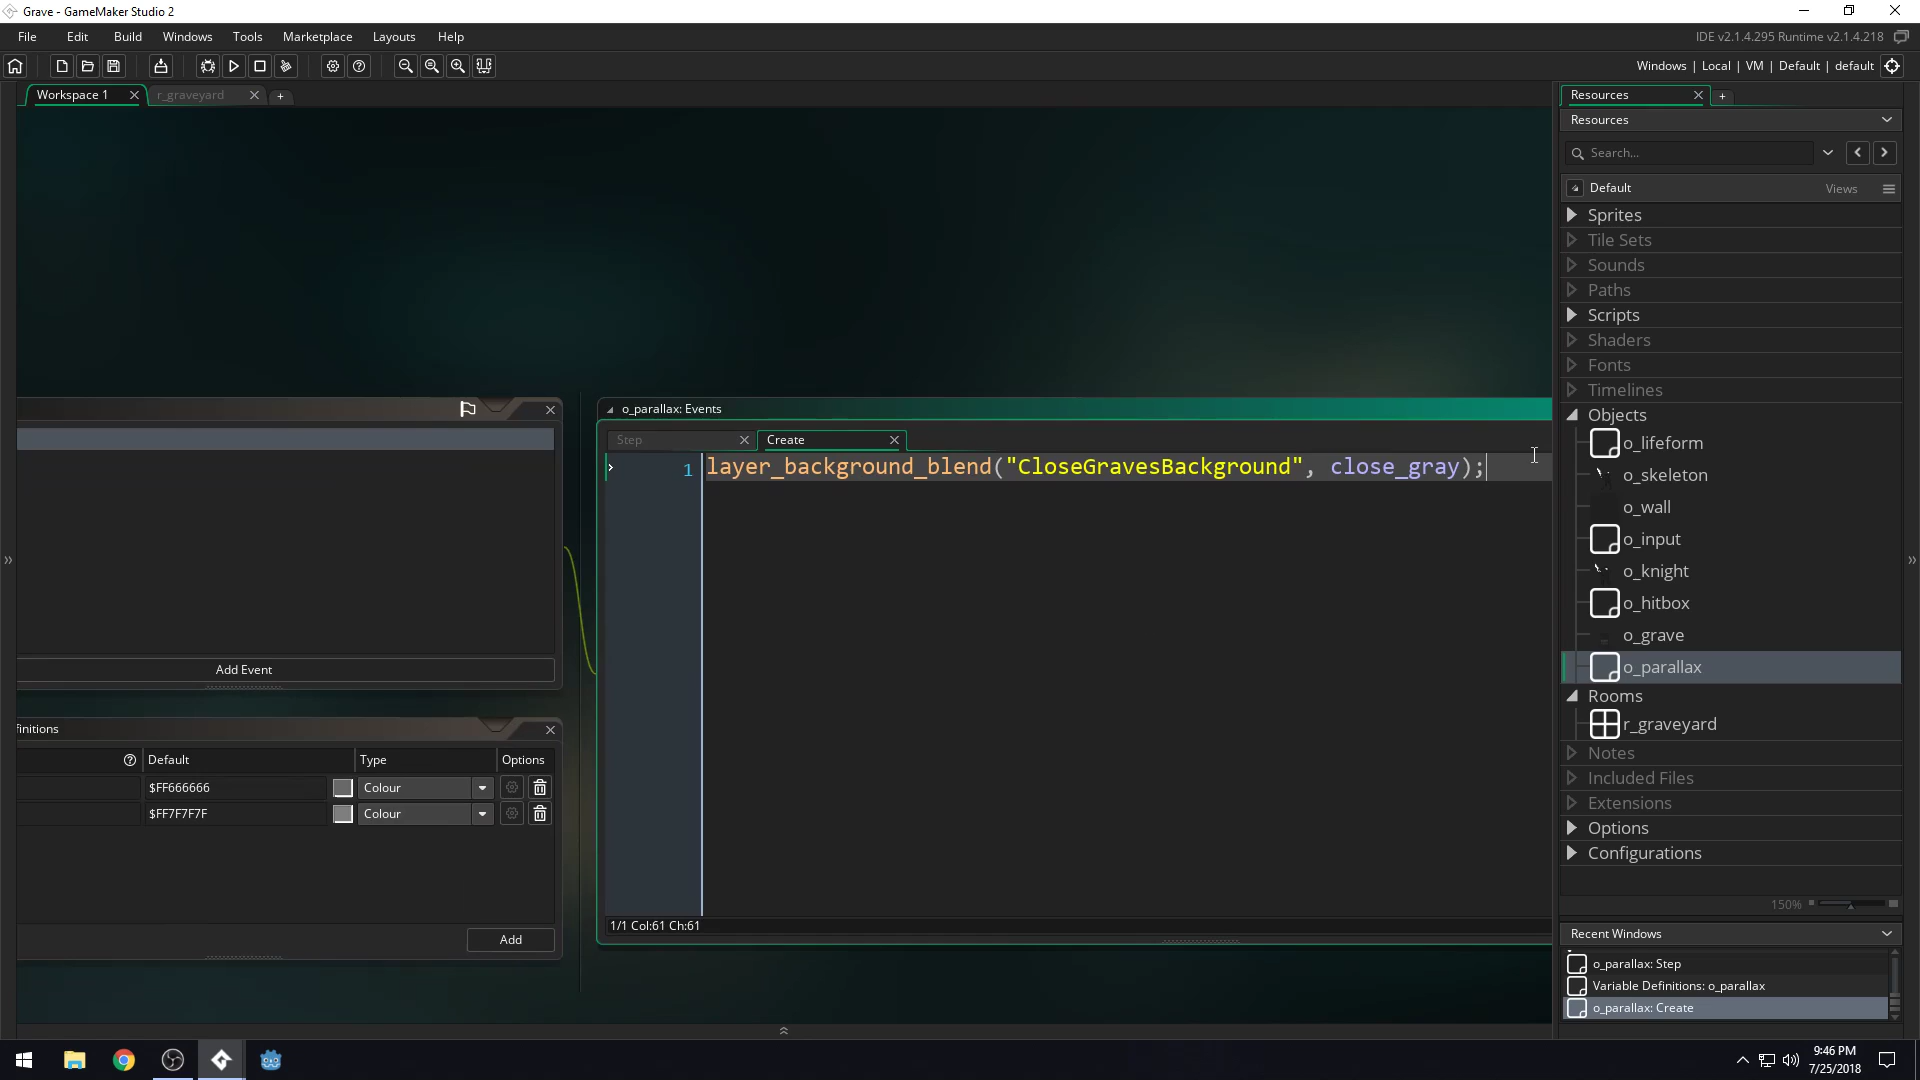 Grave - GameMaker Studio 2
File Edit Build Windows Tools Marketplace Layouts Help
IDE v2.1.4.295 Runtime v2.1.4.218
Windows | Local | VM | Default | default
Workspace 1
r_graveyard
Resources
Resources
Search...
Default
Views
Sprites
Tile Sets
Sounds
Paths
Scripts
Shaders
Fonts
Timelines
Objects
o_lifeform
o_skeleton
o_wall
o_input
o_knight
o_hitbox
o_grave
o_parallax
Rooms
r_graveyard
Notes
Included Files
Extensions
Options
Configurations
150%
Recent Windows
o_parallax: Step
Variable Definitions: o_parallax
o_parallax: Create
Add Event
finitions
Default Type Options
$FF666666 Colour
$FF7F7F7F Colour
Add
o_parallax: Events
Step
Create
1 layer_background_blend("CloseGravesBackground", close_gray);
1/1 Col:61 Ch:61
9:46 PM
7/25/2018